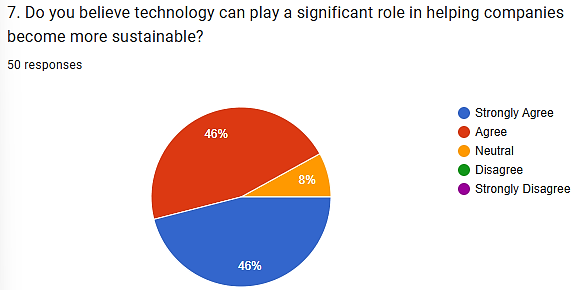 7. Do you believe technology can play a significant role in helping companies
become more sustainable?
50 responses
46%
8%
46%
Strongly Agree
Agree
Neutral
Disagree
Strongly Disagree